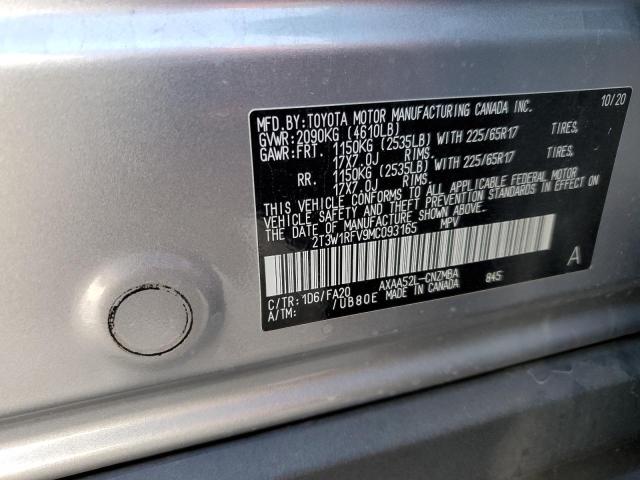 MFD.BY:TOYOTA MOTOR MANUFACTURING CANADA INC. 10/20
GVWR:2090KG (4610LB)
GAWR:FRT. 1150KG (2535LB) WITH 225/65R17 TIRES,
17X7.0J RIMS.
RR. 1150KG (2535LB) WITH 225/65R17 TIRES,
17X7.0J RIMS.
THIS VEHICLE CONFORMS TO ALL APPLICABLE FEDERAL MOTOR
VEHICLE SAFETY AND THEFT PREVENTION STANDARDS IN EFFECT ON
THE DATE OF MANUFACTURE SHOWN ABOVE.
2T3W1RFV9MC093165 MPV
A
C/TR:1D6/FA20 AXAA52L-CNZMBA 845
A/TM: /UB80E MADE IN CANADA